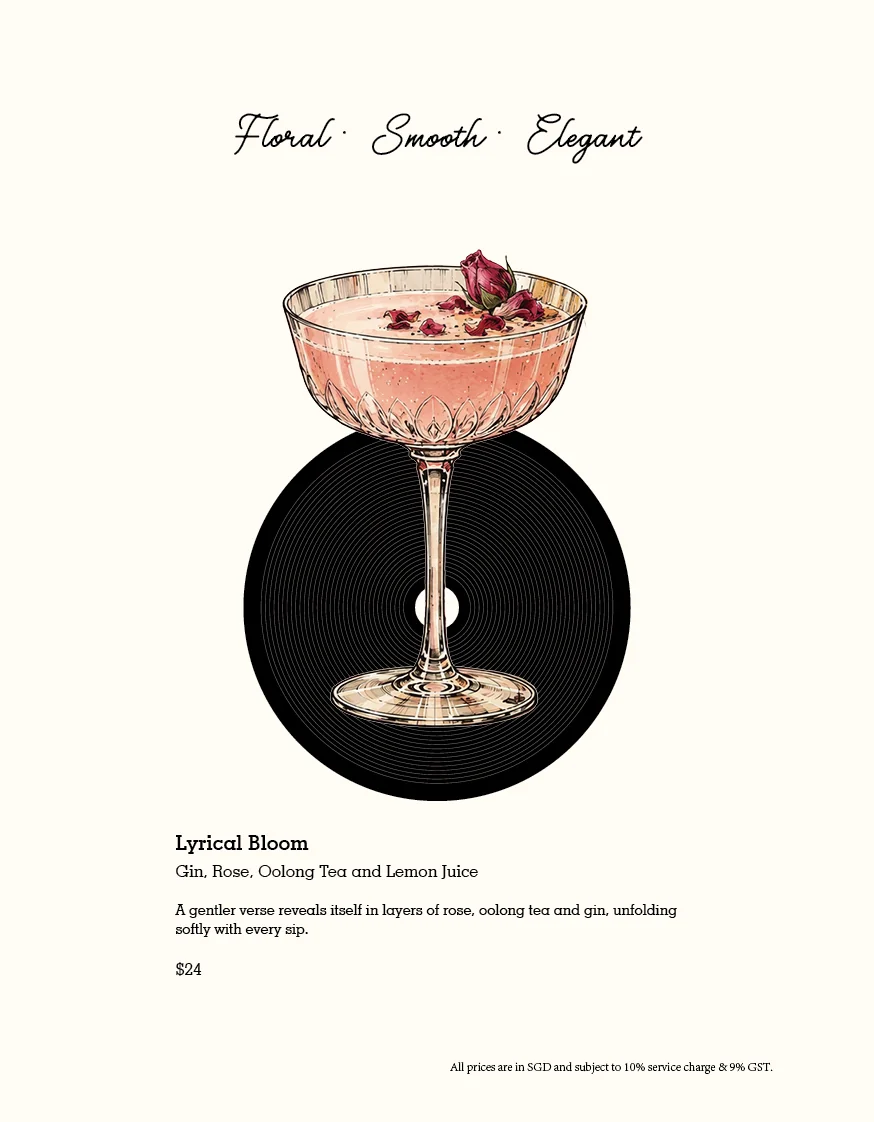 Floral · Smooth · Elegant
Lyrical Bloom
Gin, Rose, Oolong Tea and Lemon Juice
A gentler verse reveals itself in layers of rose, oolong tea and gin, unfolding
softly with every sip.
$24
All prices are in SGD and subject to 10% service charge & 9% GST.